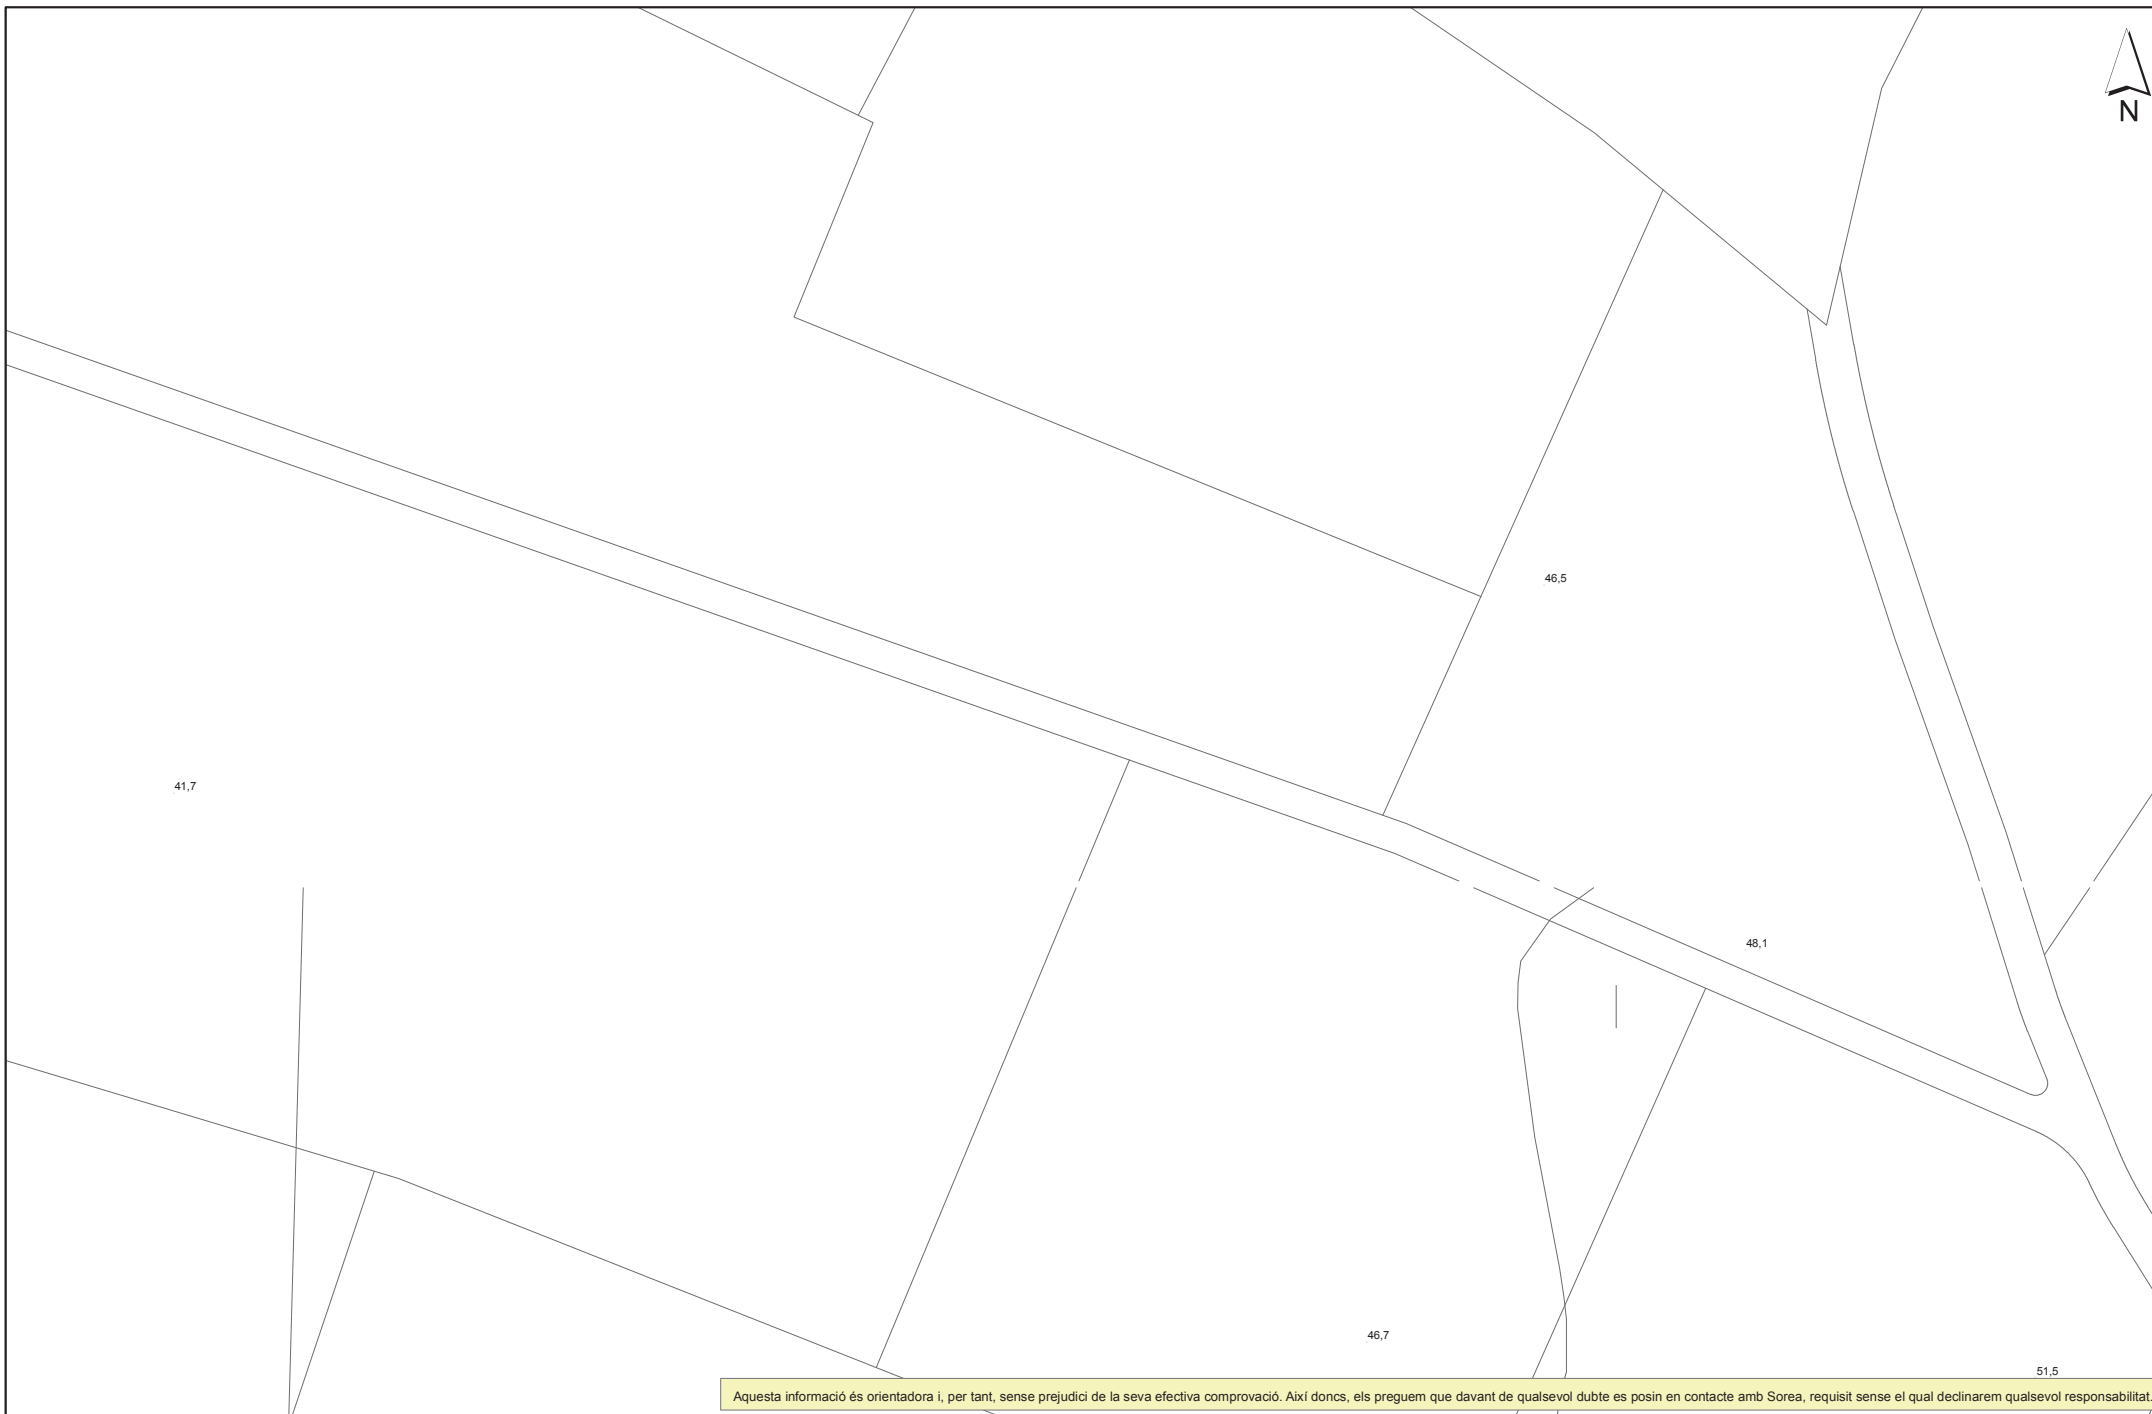 N
46,5
41,7
48,1
46,7
51,5
Aquesta informació és orientadora i, per tant, sense prejudici de la seva efectiva comprovació. Així doncs, els preguem que davant de qualsevol dubte es posin en contacte amb Sorea, requisit sense el qual declinarem qualsevol responsabilitat.